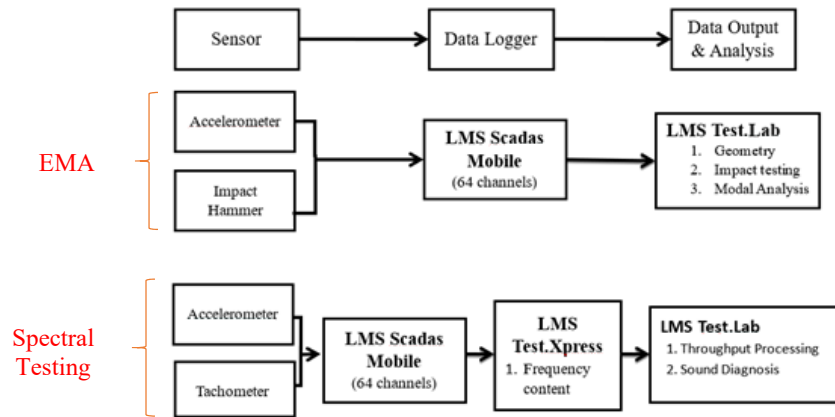 Sensor
Data Logger
Data Output
& Analysis
EMA
Accelerometer
Impact
Hammer
LMS Scadas
Mobile
(64 channels)
LMS Test.Lab
1. Geometry
2. Impact testing
3. Modal Analysis
Spectral
Testing
Accelerometer
Tachometer
LMS Scadas
Mobile
(64 channels)
LMS
Test.Xpress
1. Frequency
content
LMS Test.Lab
1. Throughput Processing
2. Sound Diagnosis